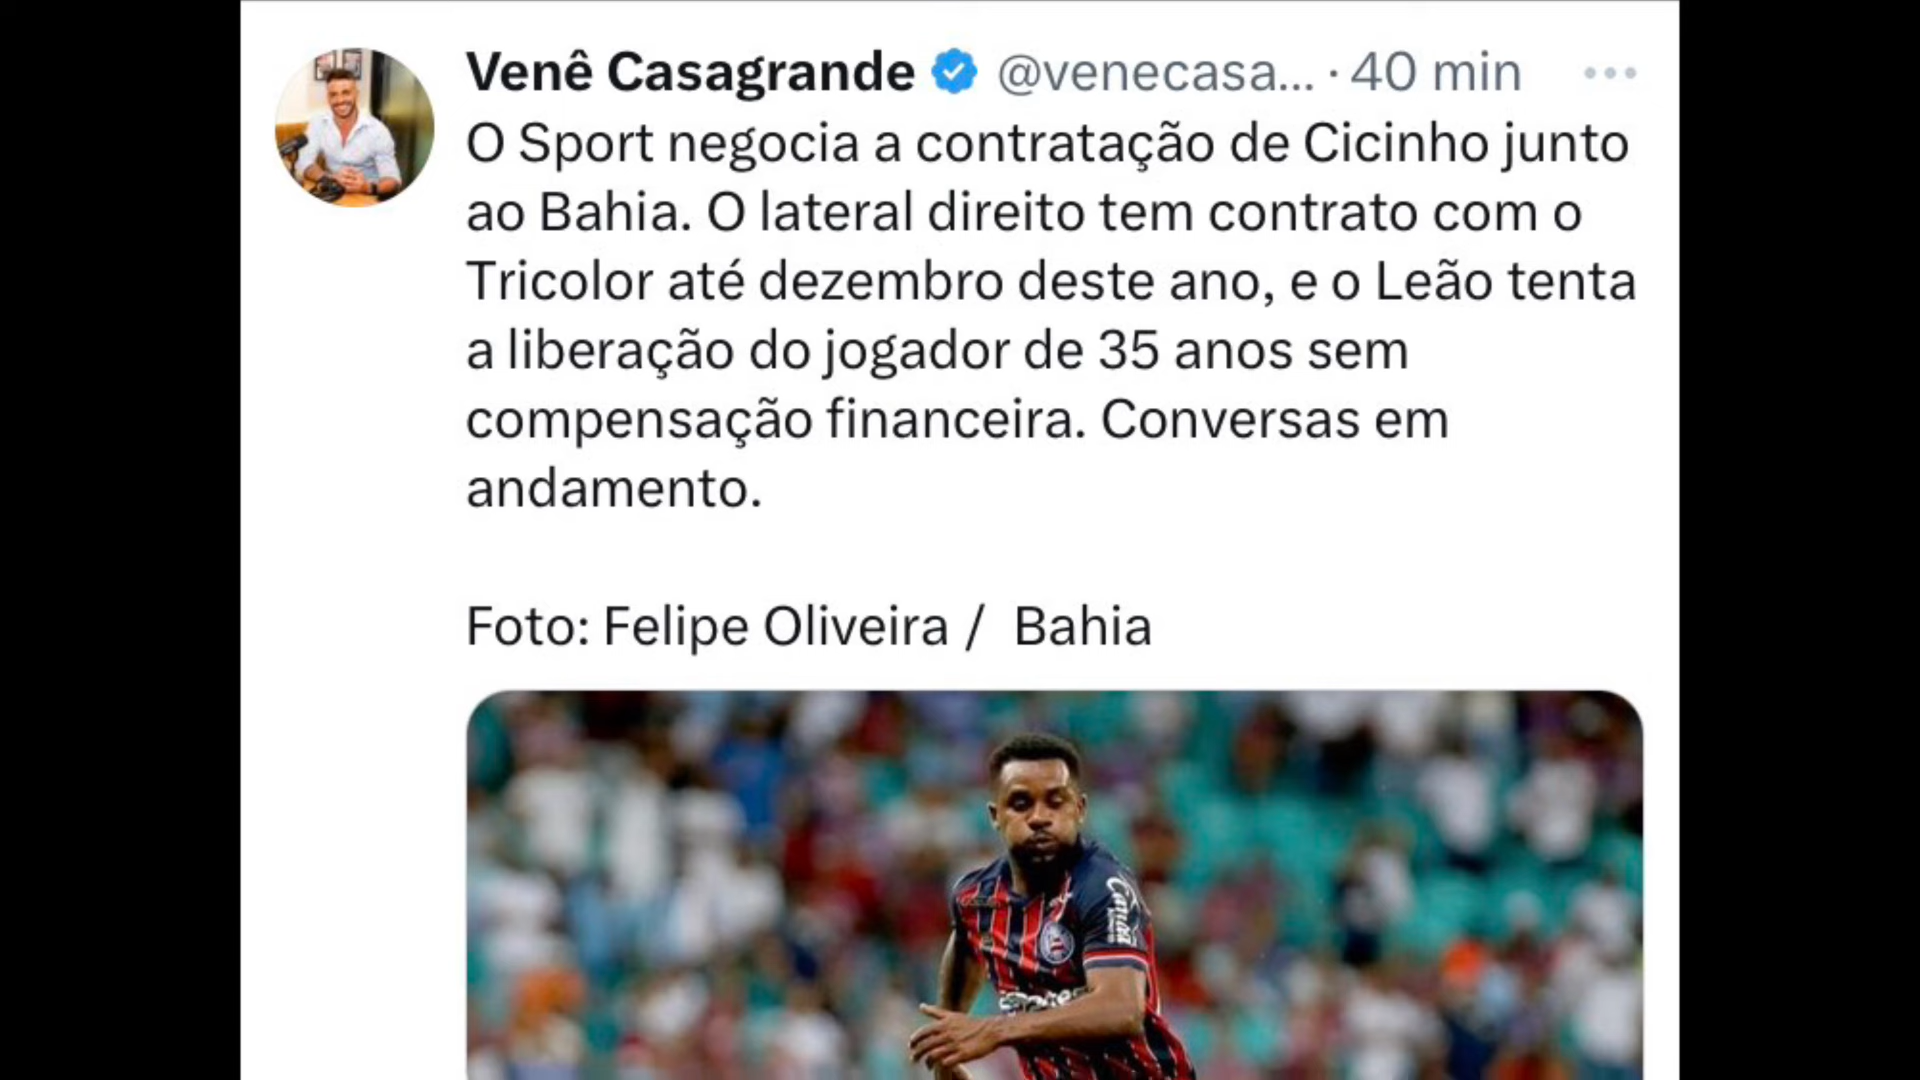 Venê Casagrande @venecasa... · 40 min
O Sport negocia a contratação de Cicinho junto
ao Bahia. O lateral direito tem contrato com o
Tricolor até dezembro deste ano, e o Leão tenta
a liberação do jogador de 35 anos sem
compensação financeira. Conversas em
andamento.
Foto: Felipe Oliveira /  Bahia